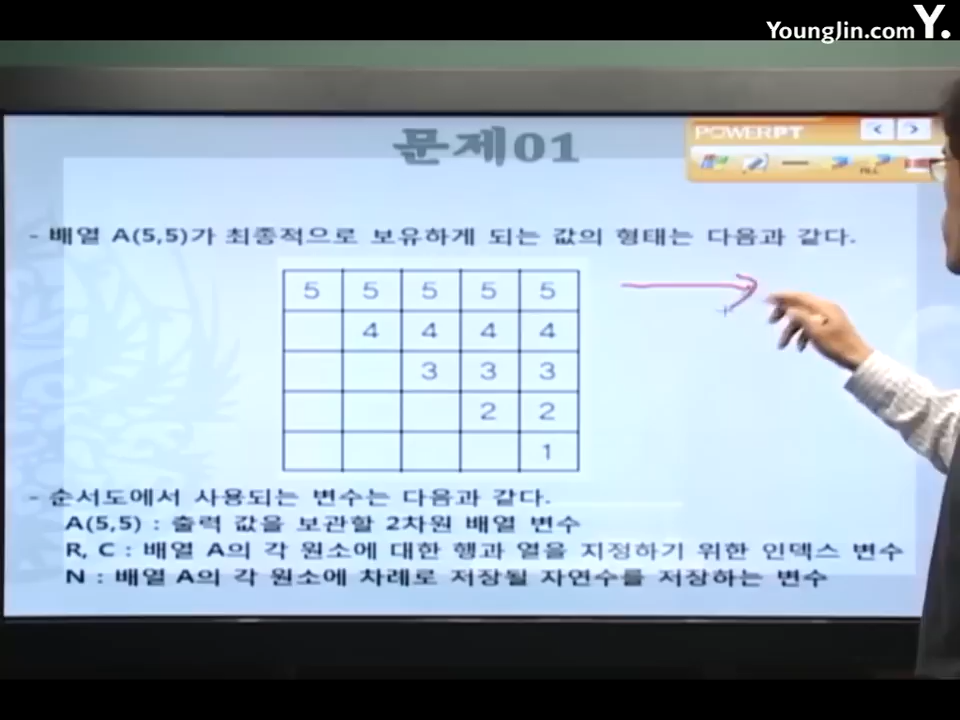 YoungJin.com Y.
문제01
POWERPT
- 배열 A(5,5)가 최종적으로 보유하게 되는 값의 형태는 다음과 같다.
5 5 5 5 5
4 4 4 4
3 3 3
2 2
1
- 순서도에서 사용되는 변수는 다음과 같다.
A(5,5) : 출력 값을 보관할 2차원 배열 변수
R, C : 배열 A의 각 원소에 대한 행과 열을 지정하기 위한 인덱스 변수
N : 배열 A의 각 원소에 차례로 저장될 자연수를 저장하는 변수